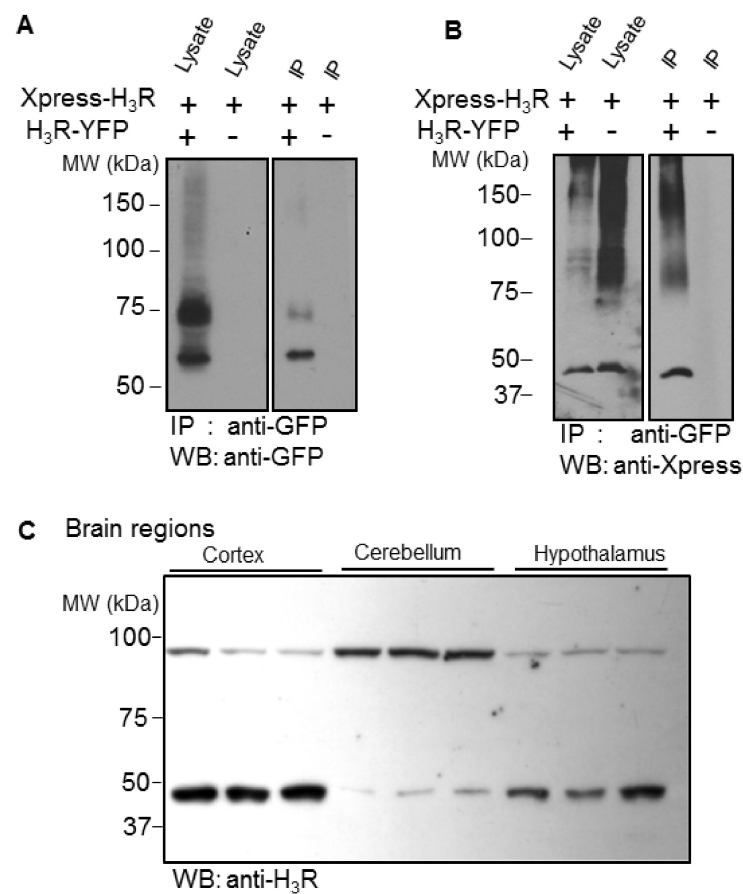 A
Lysate Lysate IP IP
Xpress-H₃R + + + +
H₃R-YFP + - + -
MW (kDa)
150
100
75
50
IP : anti-GFP
WB: anti-GFP
B
Lysate Lysate IP IP
Xpress-H₃R + + + +
H₃R-YFP + - + -
MW (kDa)
150
100
75
50
37
IP : anti-GFP
WB: anti-Xpress
C Brain regions
Cortex Cerebellum Hypothalamus
MW (kDa)
100
75
50
37
WB: anti-H₃R